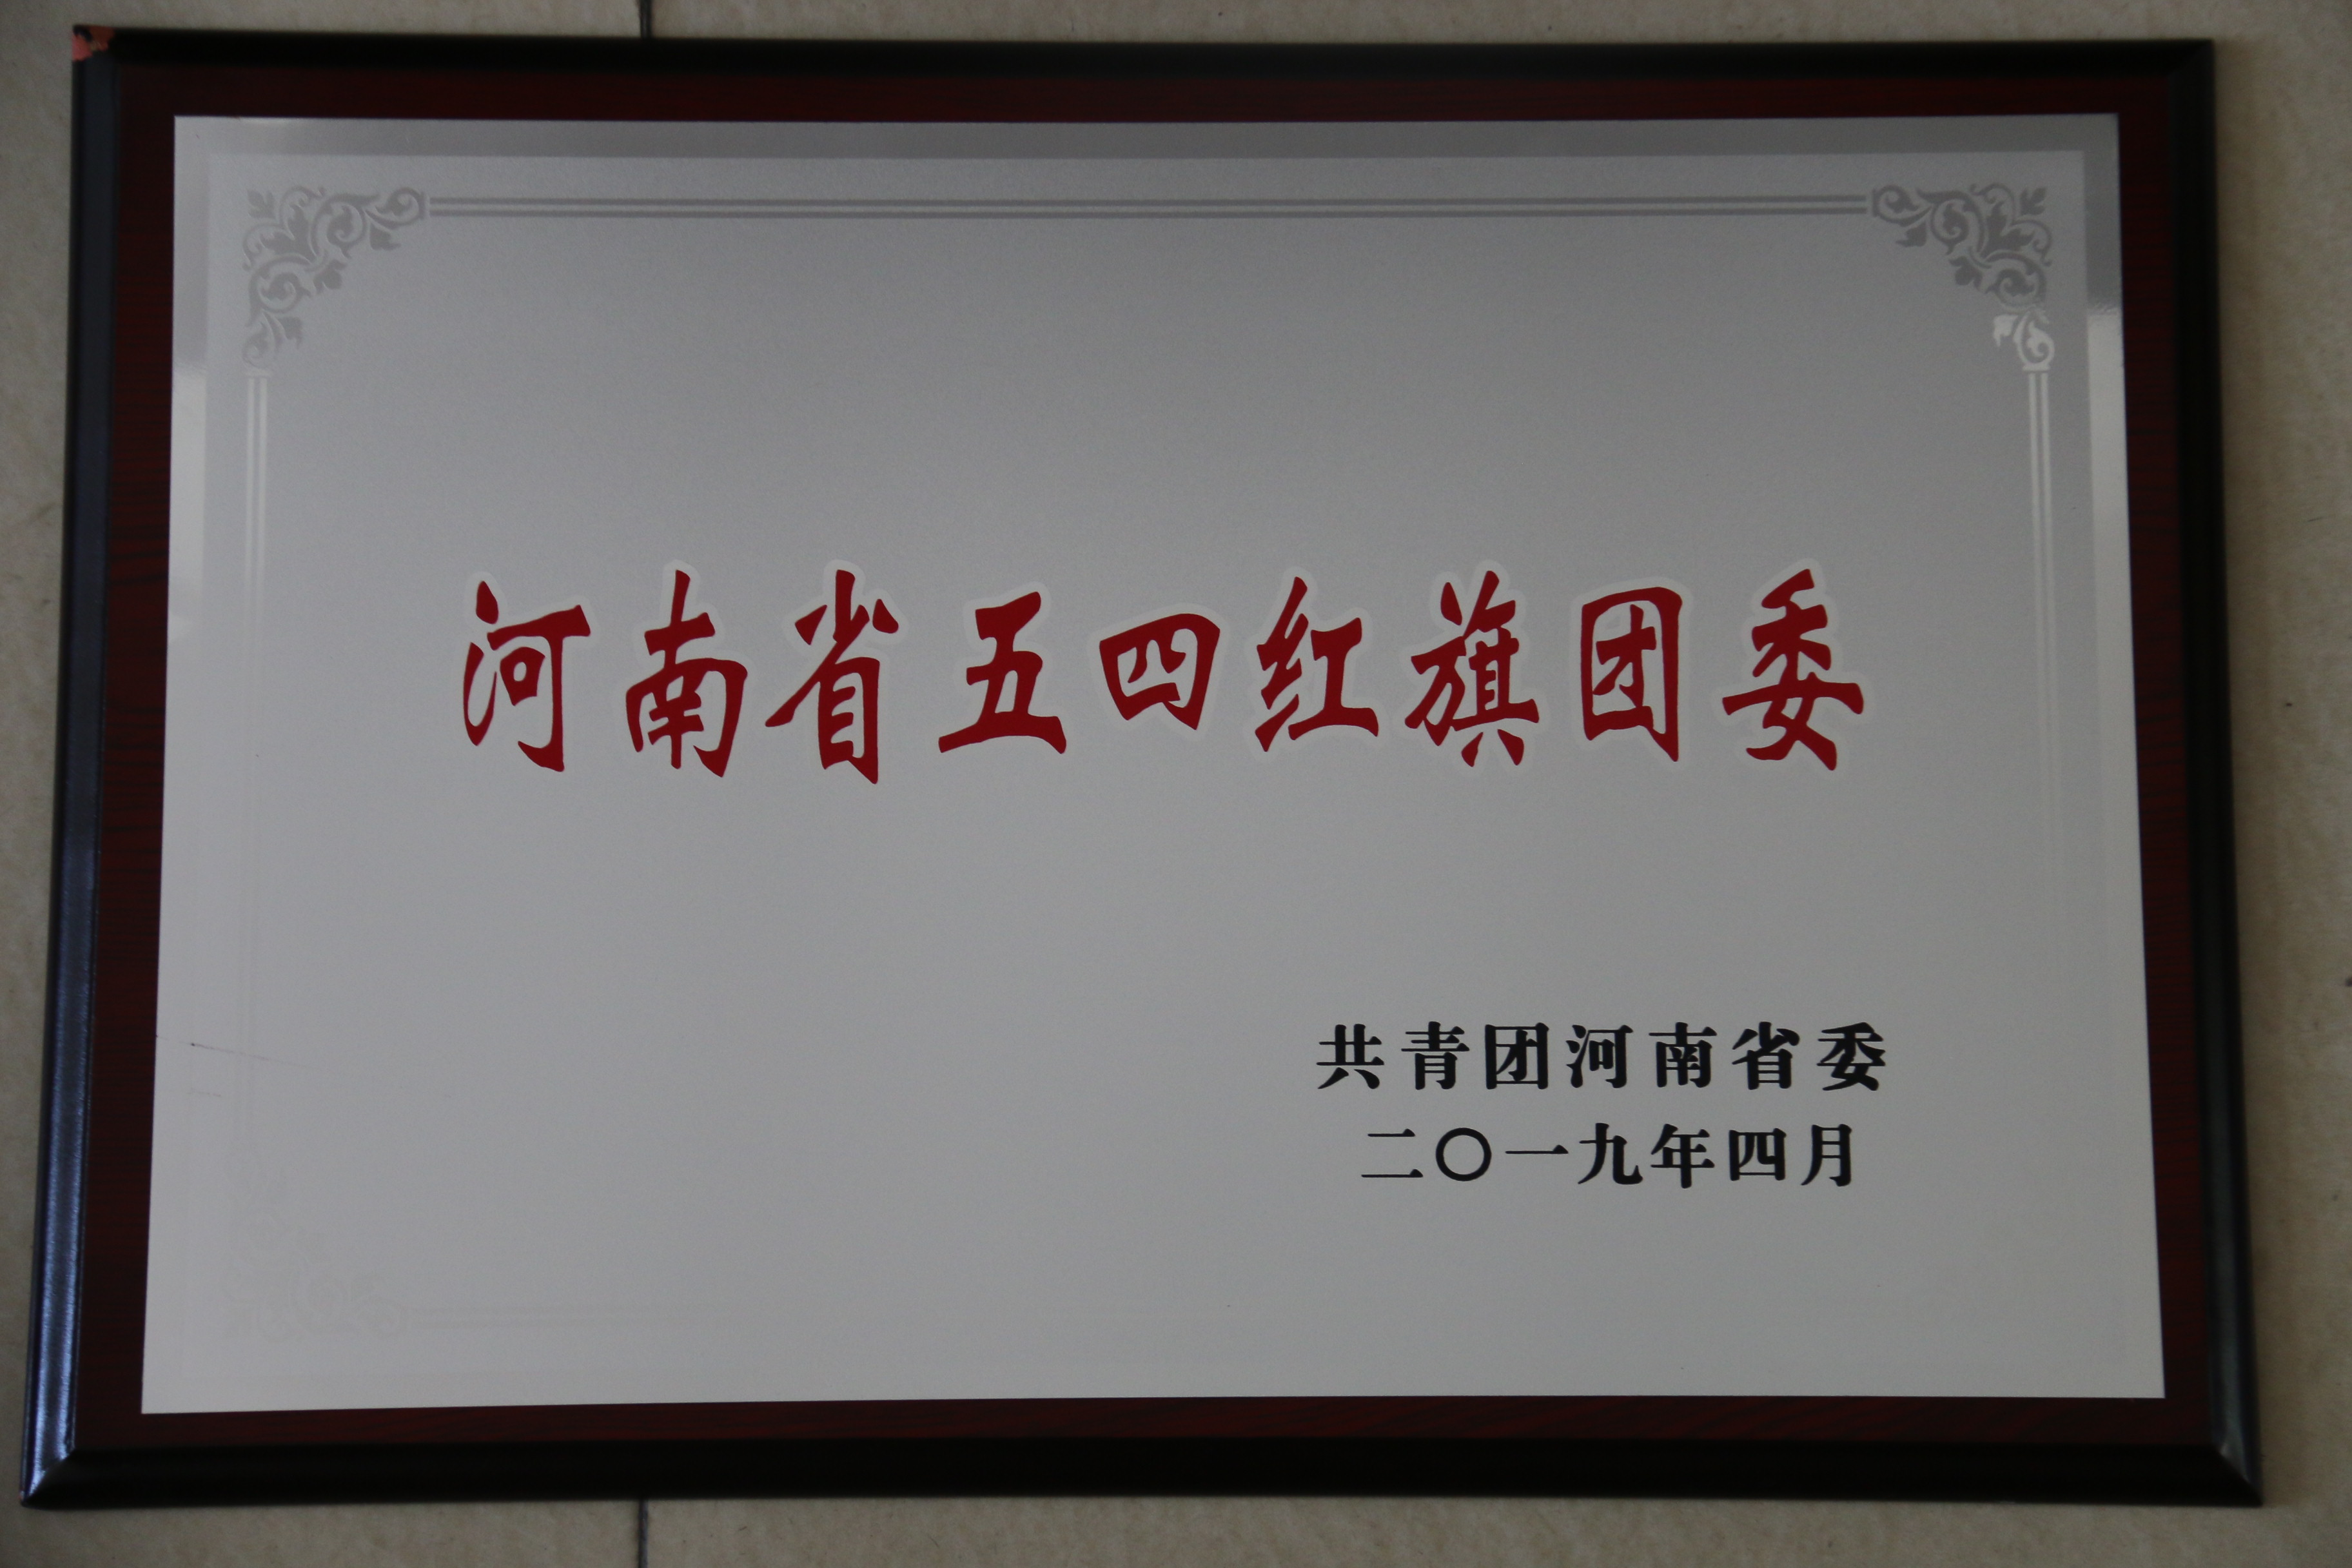 河南省五四红旗团委
共青团河南省委
二〇一九年四月